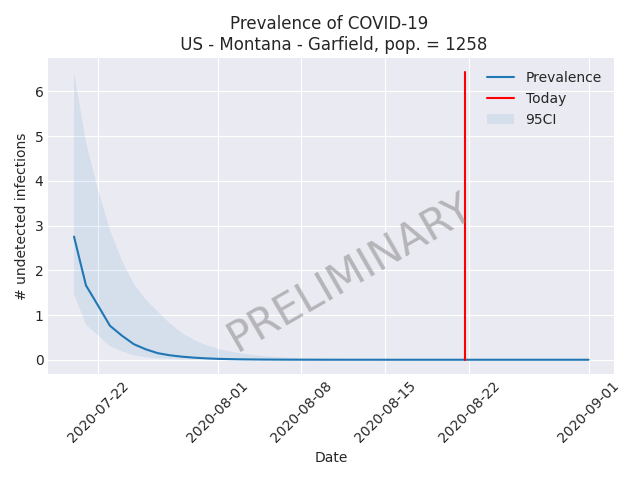 Prevalence of COVID-19
US - Montana - Garfield, pop. = 1258
# undetected infections
6
5
4
3
2
1
0
Prevalence
Today
95CI
PRELIMINARY
2020-07-22
2020-08-01
2020-08-08
2020-08-15
2020-08-22
2020-09-01
Date